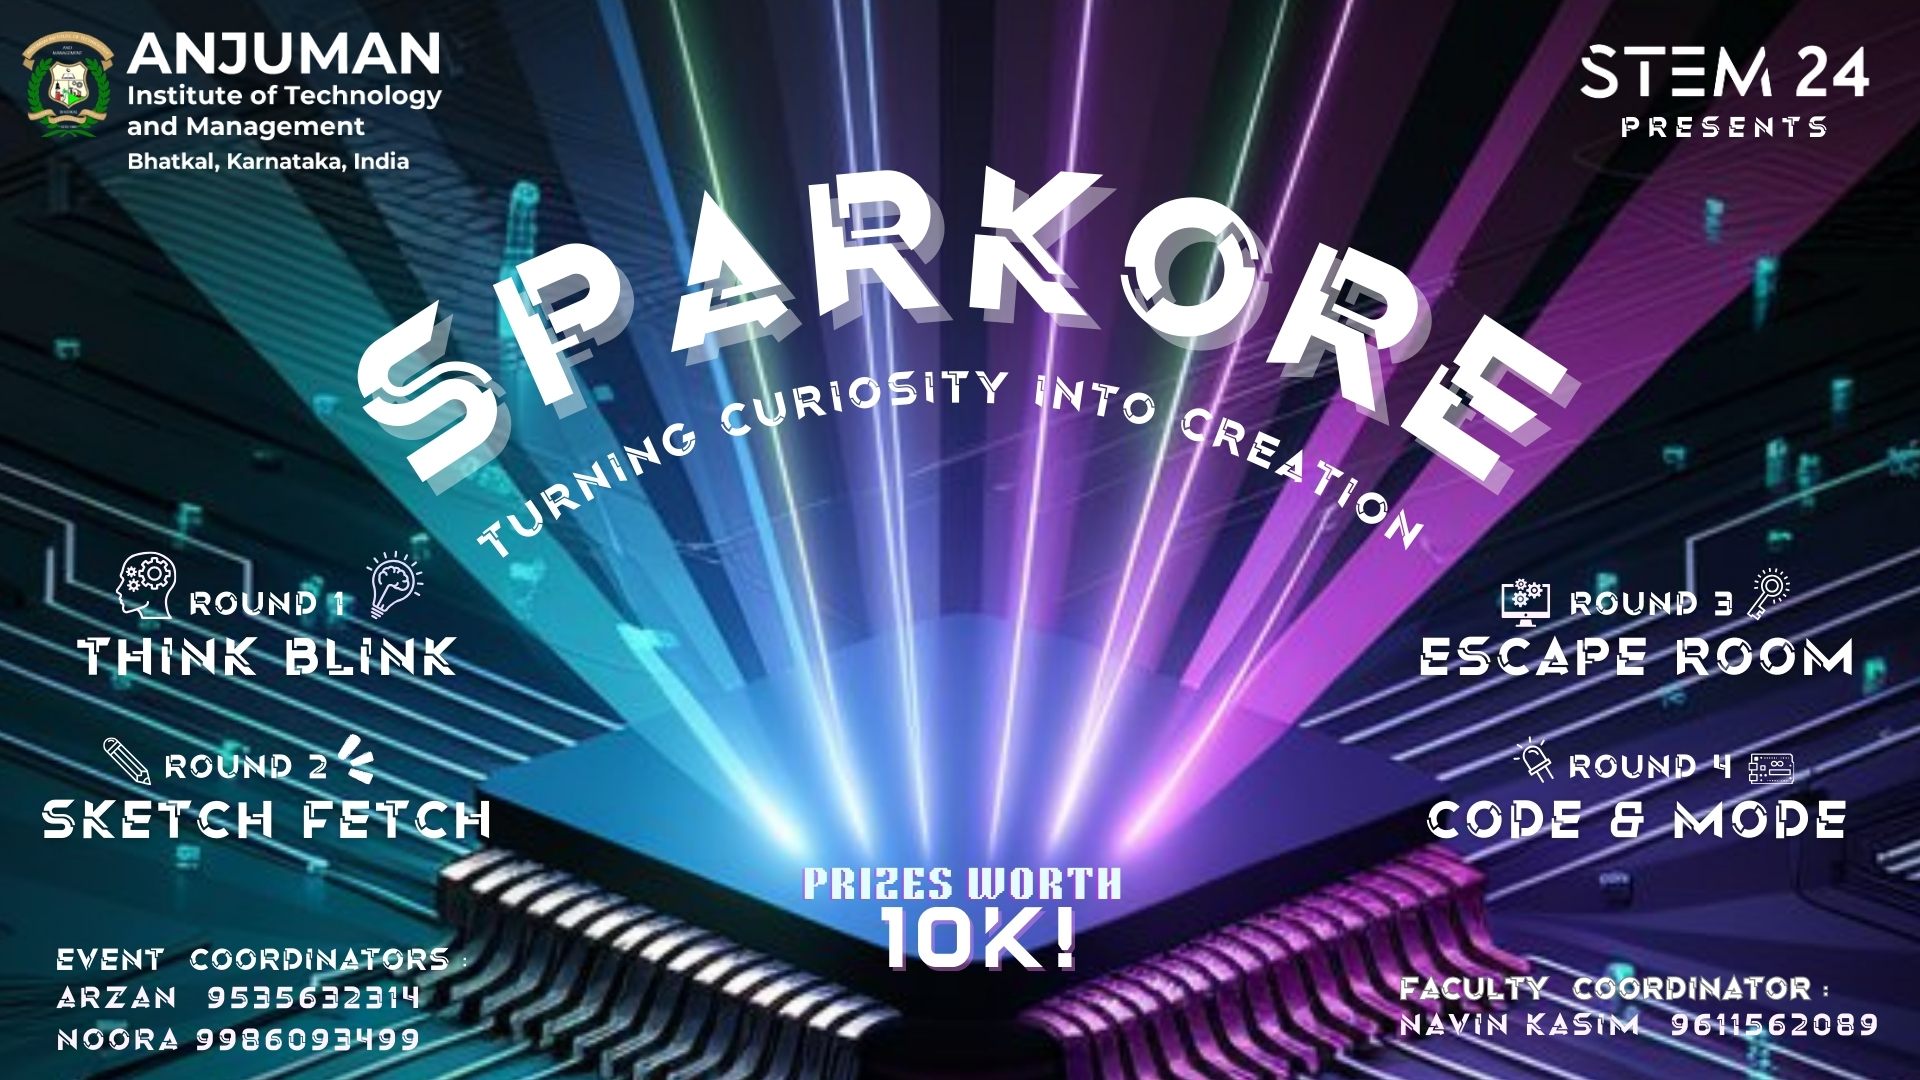 ANJUMAN
Institute of Technology
and Management
Bhatkal, Karnataka, India
STEM 24
PRESENTS
SPARKORE
TURNING CURIOSITY INTO CREATION
ROUND 1
THINK BLINK
ROUND 2
SKETCH FETCH
ROUND 3
ESCAPE ROOM
ROUND 4
CODE & MODE
PRIZES WORTH
10K!
EVENT COORDINATORS :
ARZAN 9535632314
NOORA 9986093499
FACULTY COORDINATOR :
NAVIN KASIM 9611562089